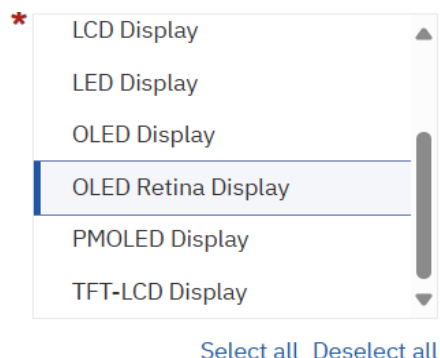 *
LCD Display
LED Display
OLED Display
OLED Retina Display
PMOLED Display
TFT-LCD Display
Select all Deselect all